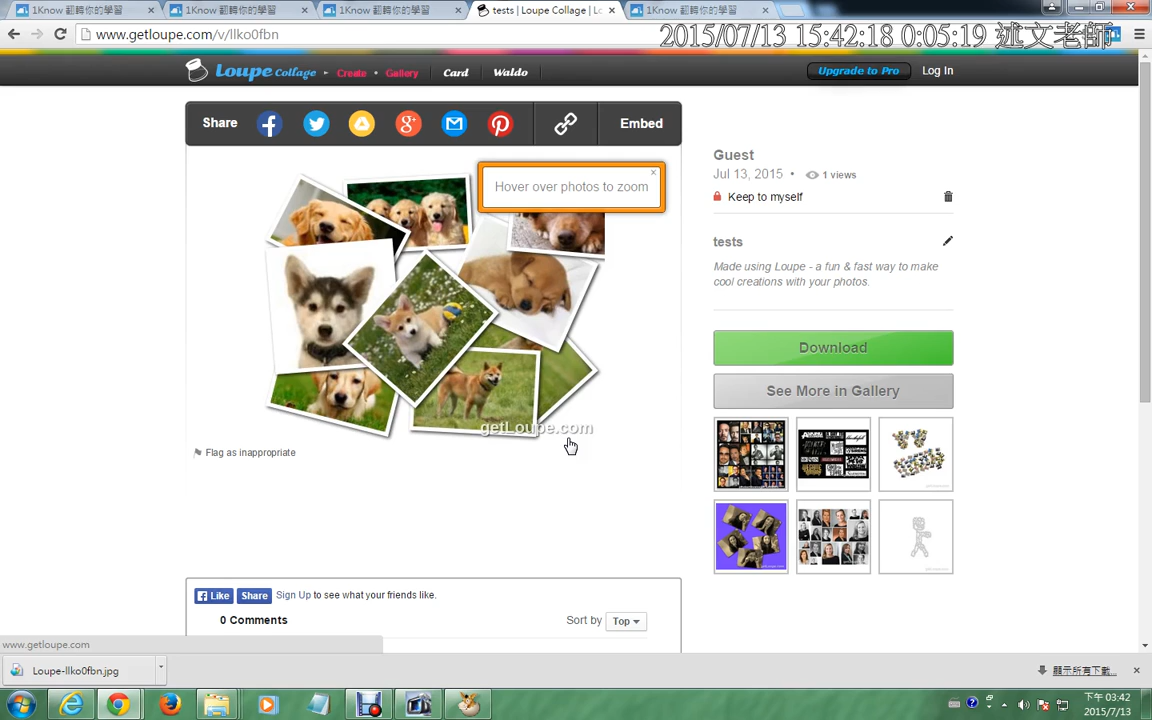 1Know 翻轉你的學習
1Know 翻轉你的學習
1Know 翻轉你的學習
tests | Loupe Collage | Lo
1Know 翻轉你的學習
www.getloupe.com/v/llko0fbn
2015/07/13 15:42:18 0:05:19 述文老師
Loupe Collage
Create
Gallery
Card
Waldo
Upgrade to Pro
Log In
Share
Embed
Hover over photos to zoom
getLoupe.com
Flag as inappropriate
Guest
Jul 13, 2015 • 1 views
Keep to myself
tests
Made using Loupe - a fun & fast way to make
cool creations with your photos.
Download
See More in Gallery
Like
Share
Sign Up to see what your friends like.
0 Comments
Sort by
Top
www.getloupe.com
Loupe-llko0fbn.jpg
顯示所有下載...
下午 03:42
2015/7/13